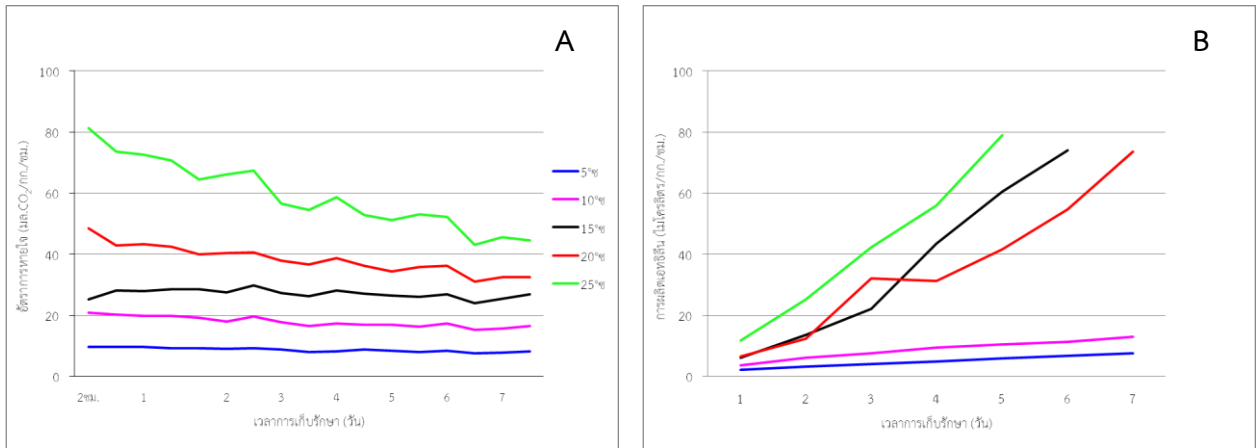 A
100
80
60
40
20
0
อัตราการหายใจ (มล.CO₂/กก./ชม.)
2ชม. 1 2 3 4 5 6 7
เวลาการเก็บรักษา (วัน)
5°ซ
10°ซ
15°ซ
20°ซ
25°ซ
B
100
80
60
40
20
0
การผลิตเอทธิลีน (ไมโครลิตร/กก./ชม.)
1 2 3 4 5 6 7
เวลาการเก็บรักษา (วัน)